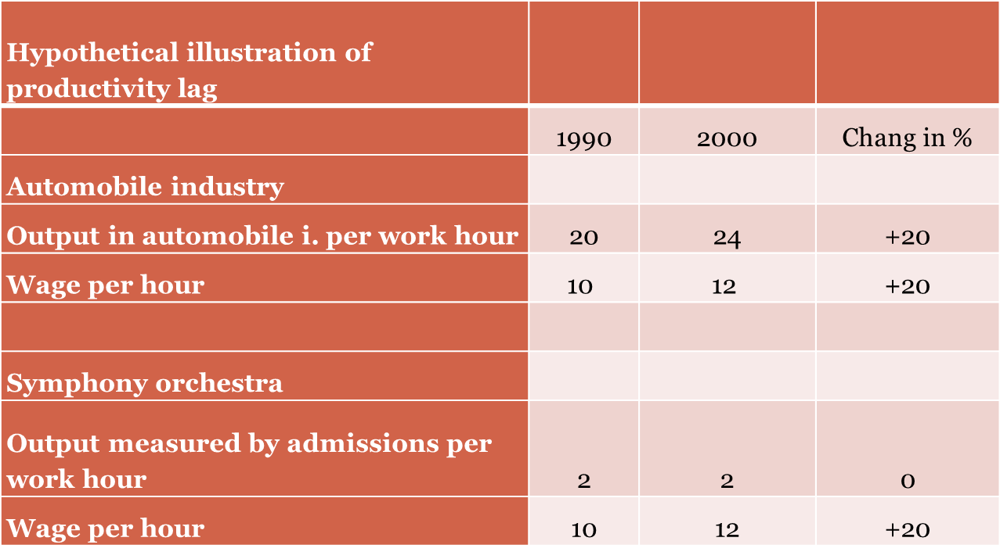 Hypothetical illustration of
productivity lag
1990 2000 Chang in %
Automobile industry
Output in automobile i. per work hour 20 24 +20
Wage per hour 10 12 +20
Symphony orchestra
Output measured by admissions per
work hour 2 2 0
Wage per hour 10 12 +20